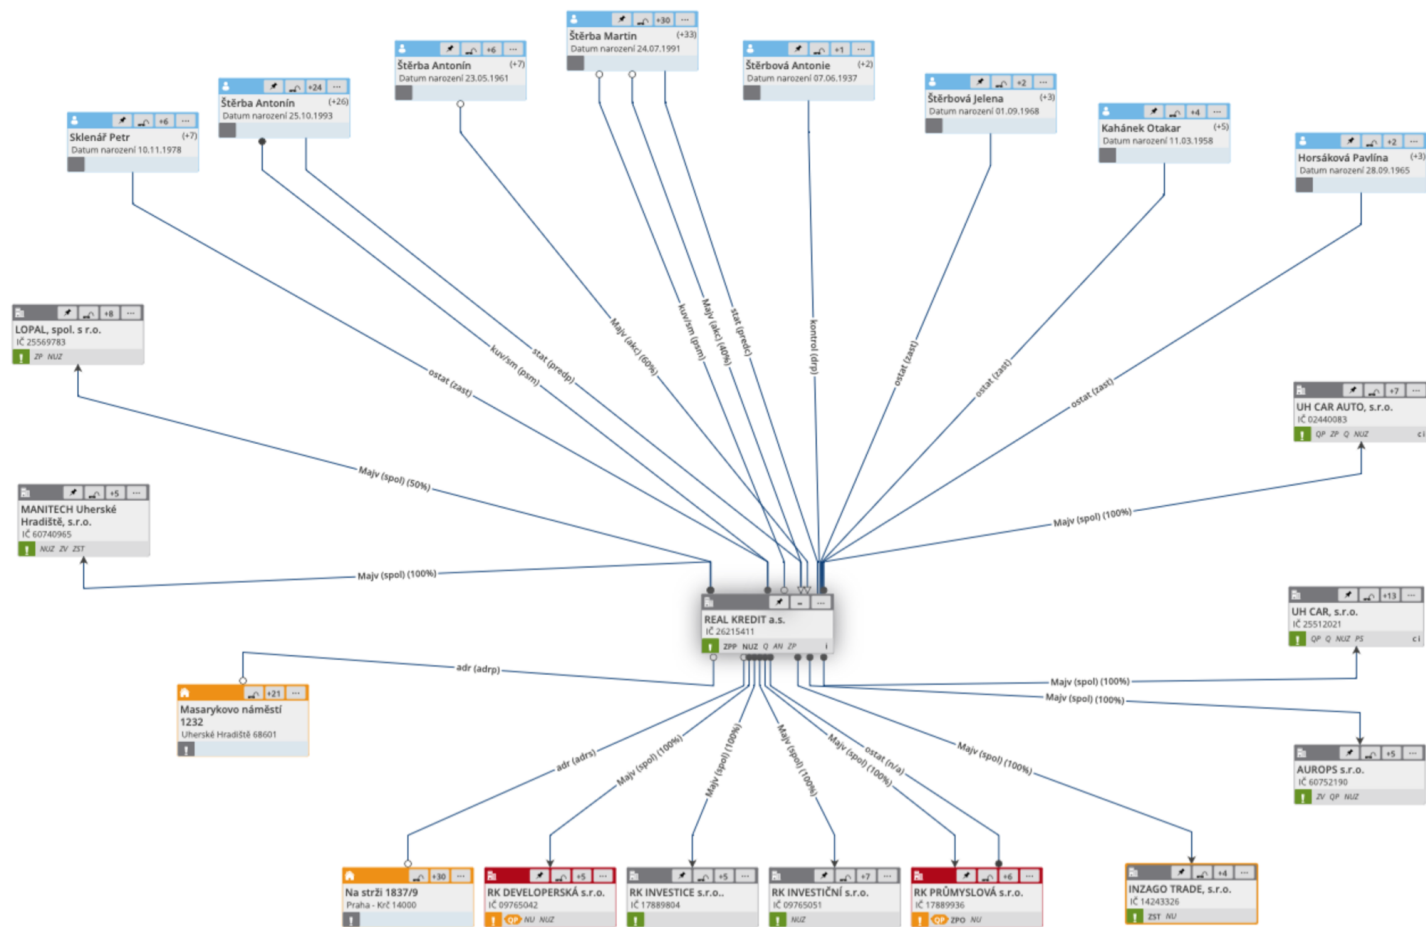 +30 ...
Štěrba Martin (+33)
Datum narození 24.07.1991
+6 ...
Štěrba Antonín (+7)
Datum narození 23.05.1961
+1 ...
Štěrbová Antonie (+2)
Datum narození 07.06.1937
+24 ...
Štěrba Antonín (+26)
Datum narození 25.10.1993
+2 ...
Štěrbová Jelena (+3)
Datum narození 01.09.1968
+6 ...
Sklenář Petr (+7)
Datum narození 10.11.1978
+4 ...
Kahánek Otakar (+5)
Datum narození 11.03.1958
+2 ...
Horsáková Pavlína (+3)
Datum narození 28.09.1965
ostat (zast)
kuv/sm (psm)
stat (predp)
Majv (akc) (60%)
kuv/sm (psm)
Majv (akc) (40%)
stat (predc)
kontrol (drp)
ostat (zast)
ostat (zast)
ostat (zast)
+8 ...
LOPAL, spol. s r.o.
IČ 25569783
! ZP NUZ
Majv (spol) (50%)
+7 ...
UH CAR AUTO, s.r.o.
IČ 02440083
! QP ZP Q NUZ c i
Majv (spol) (100%)
+5 ...
MANITECH Uherské
Hradiště, s.r.o.
IČ 60740965
! NUZ ZV ZST
Majv (spol) (100%)
– ...
REAL KREDIT a.s.
IČ 26215411
! ZPP NUZ Q AN ZP i
+13 ...
UH CAR, s.r.o.
IČ 25512021
! QP Q NUZ PS c i
Majv (spol) (100%)
Majv (spol) (100%)
adr (adrp)
+21 ...
Masarykovo náměstí
1232
Uherské Hradiště 68601
!
+5 ...
AUROPS s.r.o.
IČ 60752190
! ZV QP NUZ
adr (adrs)
Majv (spol) (100%)
Majv (spol) (100%)
Majv (spol) (100%)
Majv (spol) (100%)
ostat (n/a)
Majv (spol) (100%)
+30 ...
Na strži 1837/9
Praha - Krč 14000
!
+5 ...
RK DEVELOPERSKÁ s.r.o.
IČ 09765042
! QP NU NUZ
+5 ...
RK INVESTICE s.r.o..
IČ 17889804
!
+7 ...
RK INVESTIČNÍ s.r.o.
IČ 09765051
! NUZ
+6 ...
RK PRŮMYSLOVÁ s.r.o.
IČ 17889936
! QP ZPO NU
+4 ...
INZAGO TRADE, s.r.o.
IČ 14243326
! ZST NU